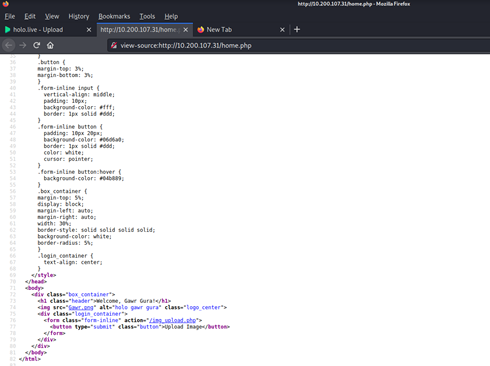 http://10.200.107.31/home.php - Mozilla Firefox
File Edit View History Bookmarks Tools Help
holo.live - Upload
http://10.200.107.31/home.p
New Tab
view-source:http://10.200.107.31/home.php
}
.button {
margin-top: 3%;
margin-bottom: 3%;
}
.form-inline input {
vertical-align: middle;
padding: 10px;
background-color: #fff;
border: 1px solid #ddd;
}
.form-inline button {
padding: 10px 20px;
background-color: #06d6a0;
border: 1px solid #ddd;
color: white;
cursor: pointer;
}
.form-inline button:hover {
background-color: #04b889;
}
.box_container {
margin-top: 5%;
display: block;
margin-left: auto;
margin-right: auto;
width: 30%;
border-style: solid solid solid solid;
background-color: white;
border-radius: 5%;
}
.login_container {
text-align: center;
}
</style>
</head>
<body>
<div class="box_container">
<h1 class="header">Welcome, Gawr Gura!</h1>
<img src="Gawr.png" alt="holo gawr gura" class="logo_center">
<div class="login_container">
<form class="form-inline" action="/img_upload.php">
<button type="submit" class="button">Upload Image</button>
</form>
</div>
</div>
</body>
</html>